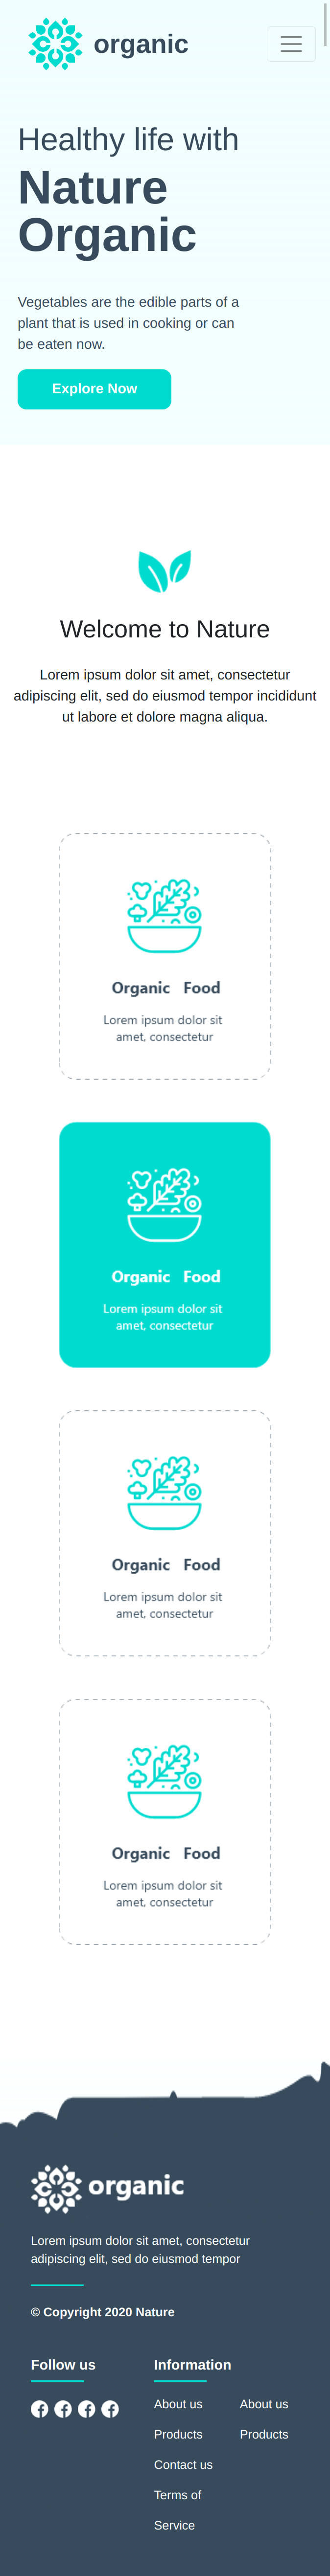 organic
Healthy life with
Nature
Organic
Vegetables are the edible parts of a
plant that is used in cooking or can
be eaten now.
Explore Now
Welcome to Nature
Lorem ipsum dolor sit amet, consectetur
adipiscing elit, sed do eiusmod tempor incididunt
ut labore et dolore magna aliqua.
Organic Food
Lorem ipsum dolor sit
amet, consectetur
Organic Food
Lorem ipsum dolor sit
amet, consectetur
Organic Food
Lorem ipsum dolor sit
amet, consectetur
Organic Food
Lorem ipsum dolor sit
amet, consectetur
organic
Lorem ipsum dolor sit amet, consectetur
adipiscing elit, sed do eiusmod tempor
© Copyright 2020 Nature
Follow us
Information
About us
Products
Contact us
Terms of
Service
About us
Products